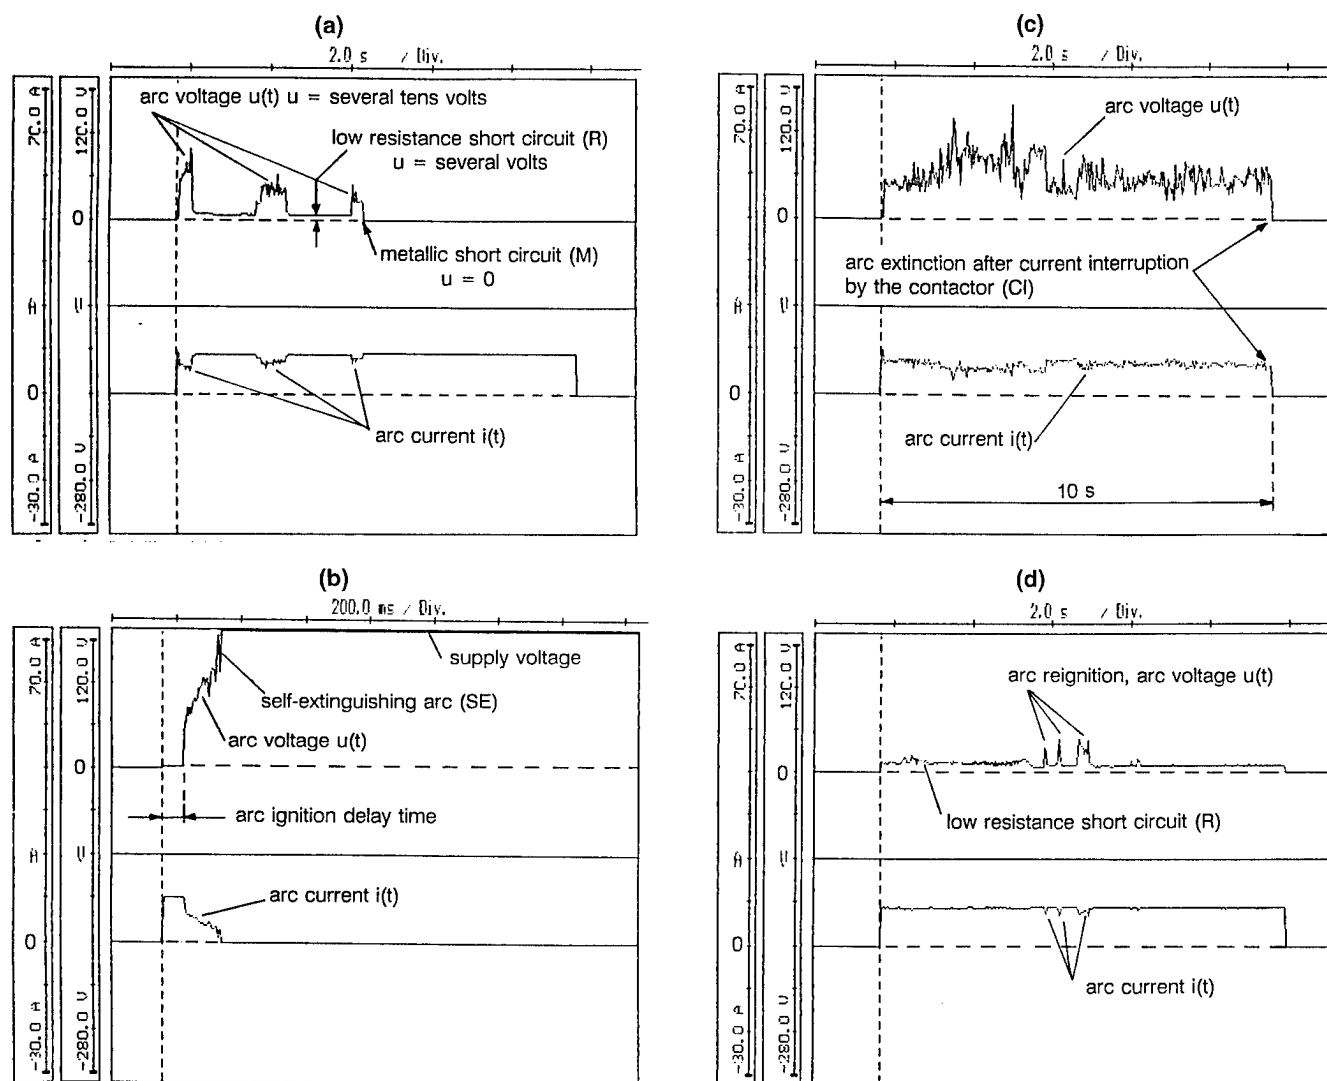 (a)
2.0 s / Div.
70.0 A
120.0 V
arc voltage u(t) u = several tens volts
low resistance short circuit (R)
u = several volts
0
metallic short circuit (M)
u = 0
A
V
0
arc current i(t)
-30.0 A
-280.0 V
(c)
2.0 s / Div.
70.0 A
120.0 V
arc voltage u(t)
0
arc extinction after current interruption
by the contactor (CI)
A
V
0
arc current i(t)
10 s
-30.0 A
-280.0 V
(b)
200.0 ms / Div.
70.0 A
120.0 V
supply voltage
self-extinguishing arc (SE)
arc voltage u(t)
0
arc ignition delay time
A
V
arc current i(t)
0
-30.0 A
-280.0 V
(d)
2.0 s / Div.
70.0 A
120.0 V
arc reignition, arc voltage u(t)
0
low resistance short circuit (R)
A
V
0
arc current i(t)
-30.0 A
-280.0 V